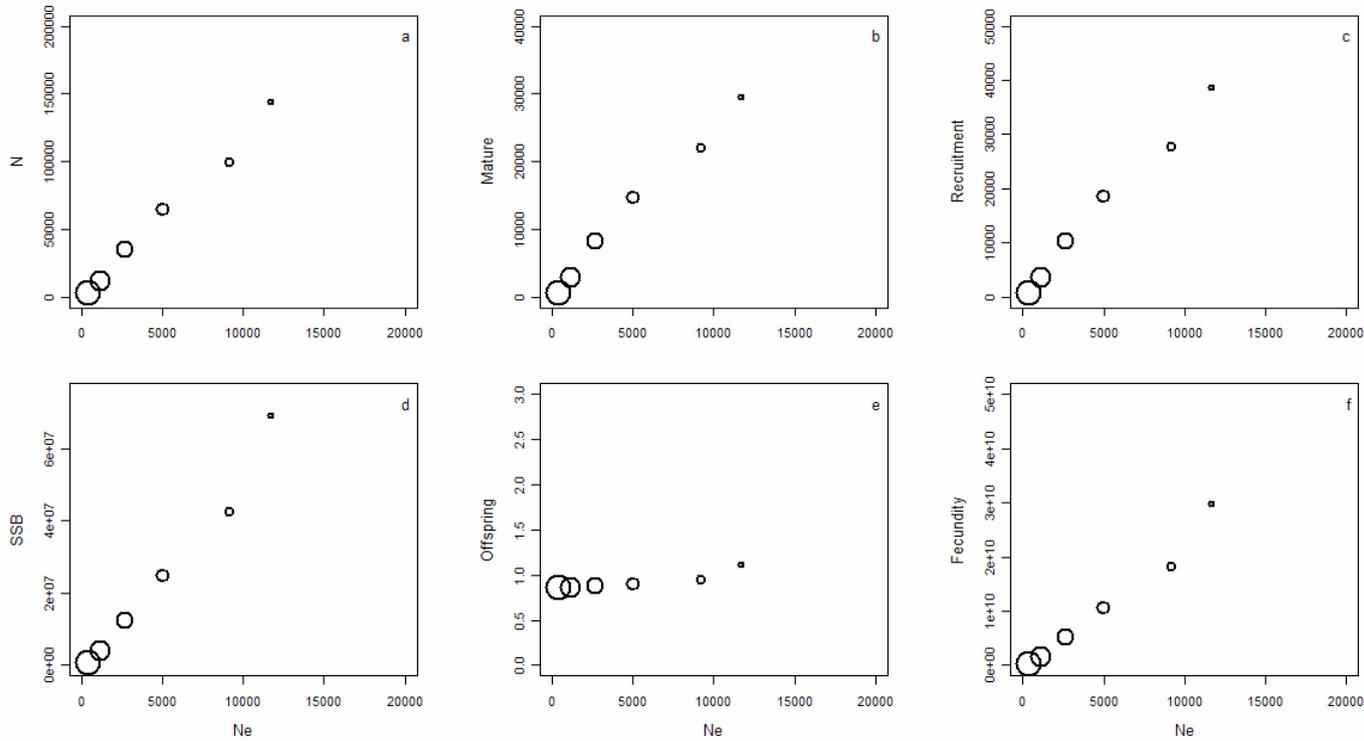 a
N
0
50000
100000
150000
200000
0 5000 10000 15000 20000
b
Mature
0
10000
20000
30000
40000
0 5000 10000 15000 20000
c
Recruitment
0
10000
20000
30000
40000
50000
0 5000 10000 15000 20000
d
SSB
0e+00
2e+07
4e+07
6e+07
0 5000 10000 15000 20000
Ne
e
Offspring
0.0
0.5
1.0
1.5
2.0
2.5
3.0
0 5000 10000 15000 20000
Ne
f
Fecundity
0e+00
1e+10
2e+10
3e+10
4e+10
5e+10
0 5000 10000 15000 20000
Ne